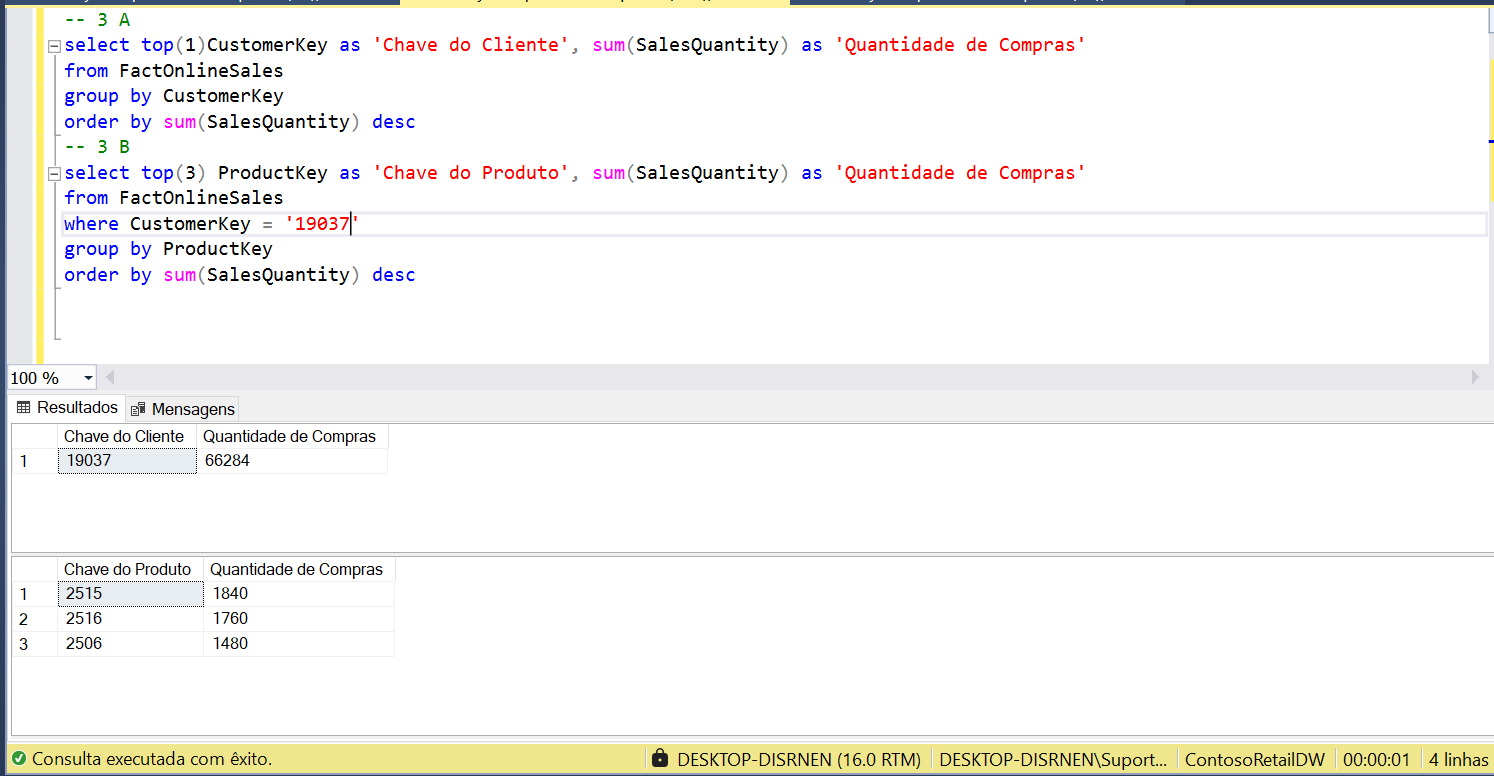 -- 3 A
select top(1)CustomerKey as 'Chave do Cliente', sum(SalesQuantity) as 'Quantidade de Compras'
from FactOnlineSales
group by CustomerKey
order by sum(SalesQuantity) desc
-- 3 B
select top(3) ProductKey as 'Chave do Produto', sum(SalesQuantity) as 'Quantidade de Compras'
from FactOnlineSales
where CustomerKey = '19037'
group by ProductKey
order by sum(SalesQuantity) desc
100 %
Resultados Mensagens
Chave do Cliente Quantidade de Compras
1 19037 66284
Chave do Produto Quantidade de Compras
1 2515 1840
2 2516 1760
3 2506 1480
Consulta executada com êxito. DESKTOP-DISRNEN (16.0 RTM) DESKTOP-DISRNEN\Suport... ContosoRetailDW 00:00:01 4 linhas